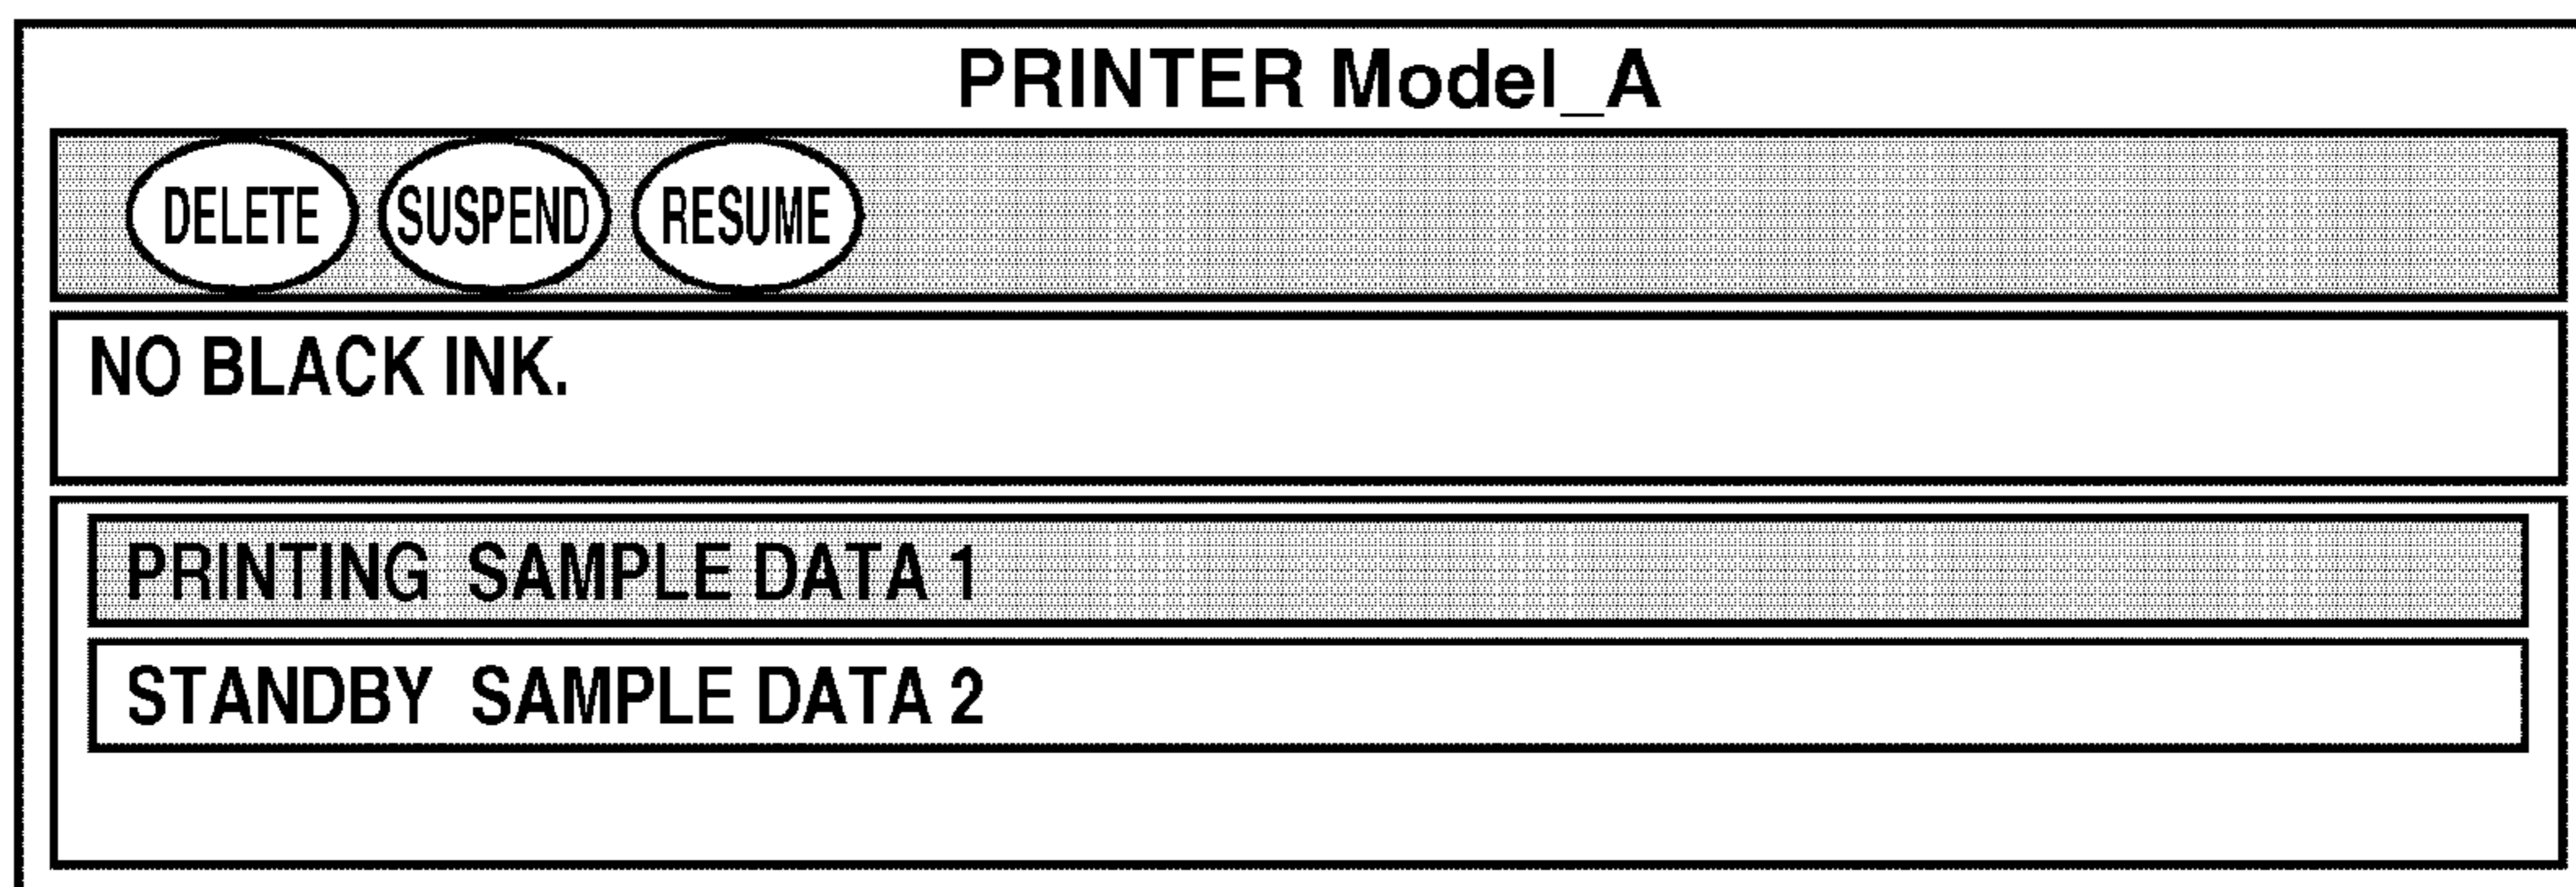 PRINTER Model_A
DELETE SUSPEND RESUME
NO BLACK INK.
PRINTING SAMPLE DATA 1
STANDBY SAMPLE DATA 2